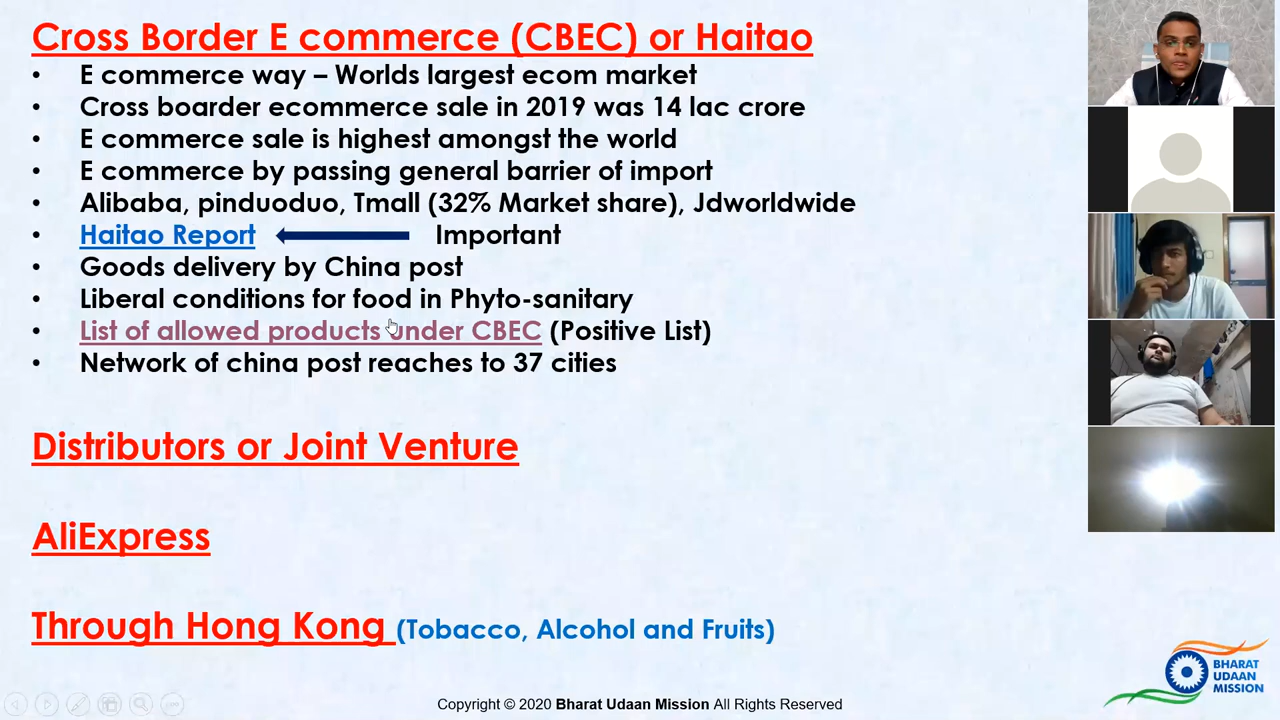 Cross Border E commerce (CBEC) or Haitao
• E commerce way – Worlds largest ecom market
• Cross boarder ecommerce sale in 2019 was 14 lac crore
• E commerce sale is highest amongst the world
• E commerce by passing general barrier of import
• Alibaba, pinduoduo, Tmall (32% Market share), Jdworldwide
• Haitao Report Important
• Goods delivery by China post
• Liberal conditions for food in Phyto-sanitary
• List of allowed products under CBEC (Positive List)
• Network of china post reaches to 37 cities
Distributors or Joint Venture
AliExpress
Through Hong Kong (Tobacco, Alcohol and Fruits)
BHARAT
UDAAN
MISSION
Copyright © 2020 Bharat Udaan Mission All Rights Reserved